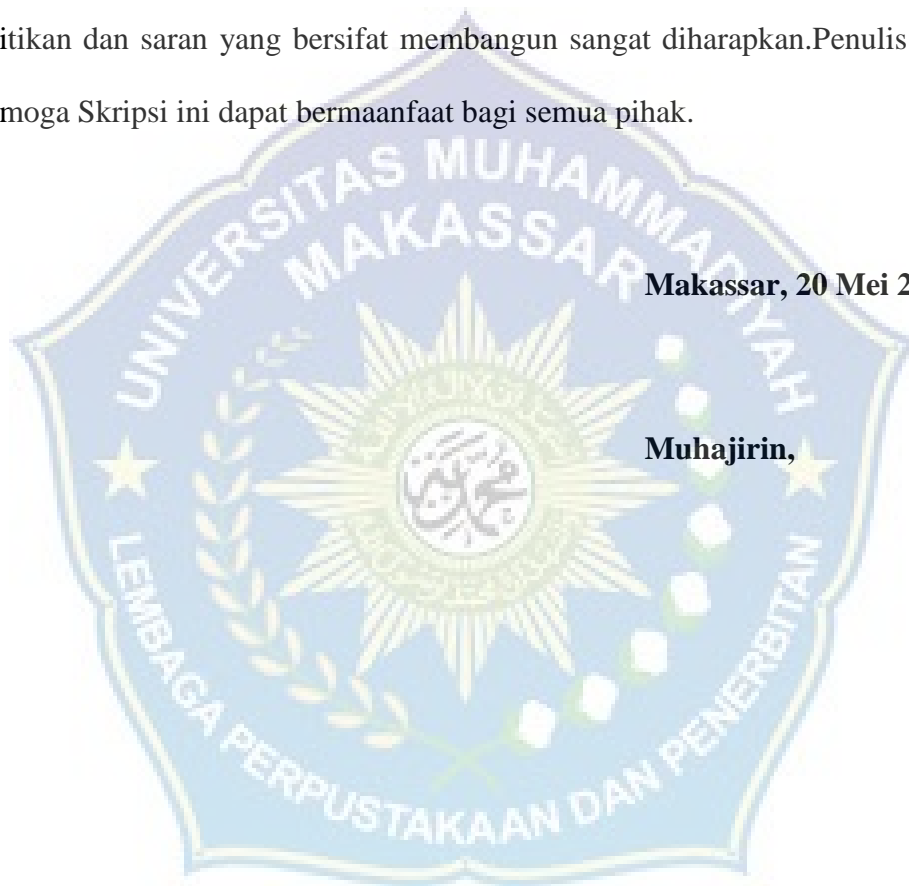 itikan dan saran yang bersifat membangun sangat diharapkan.Penulis
moga Skripsi ini dapat bermaanfaat bagi semua pihak.
UNIVERSITAS MUHAMMADIYAH
MAKASSAR
Makassar, 20 Mei 2
Muhajirin,
LEMBAGA PERPUSTAKAAN DAN PENERBITAN